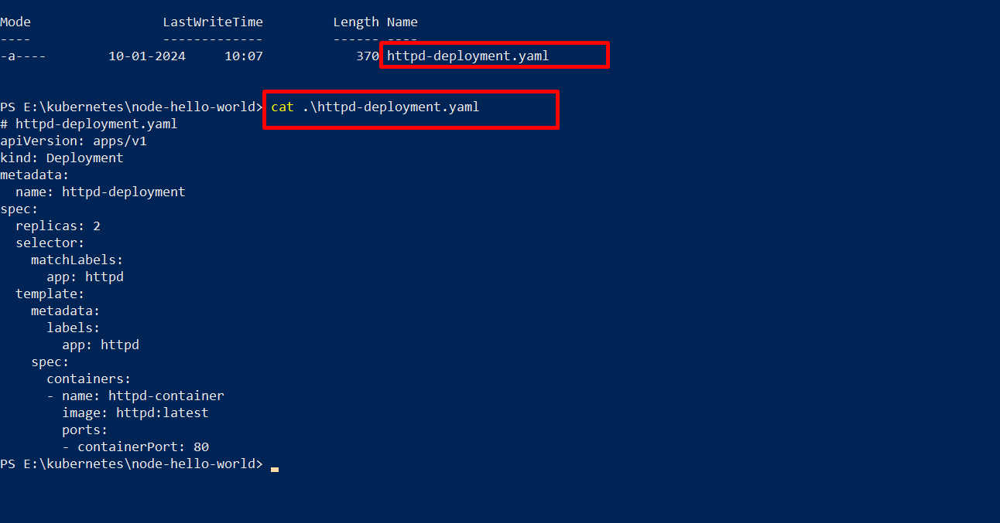 Mode                 LastWriteTime         Length Name
----                 -------------         ------ ----
-a----        10-01-2024     10:07            370 httpd-deployment.yaml
PS E:\kubernetes\node-hello-world> cat .\httpd-deployment.yaml
# httpd-deployment.yaml
apiVersion: apps/v1
kind: Deployment
metadata:
  name: httpd-deployment
spec:
  replicas: 2
  selector:
    matchLabels:
      app: httpd
  template:
    metadata:
      labels:
        app: httpd
    spec:
      containers:
      - name: httpd-container
        image: httpd:latest
        ports:
        - containerPort: 80
PS E:\kubernetes\node-hello-world>